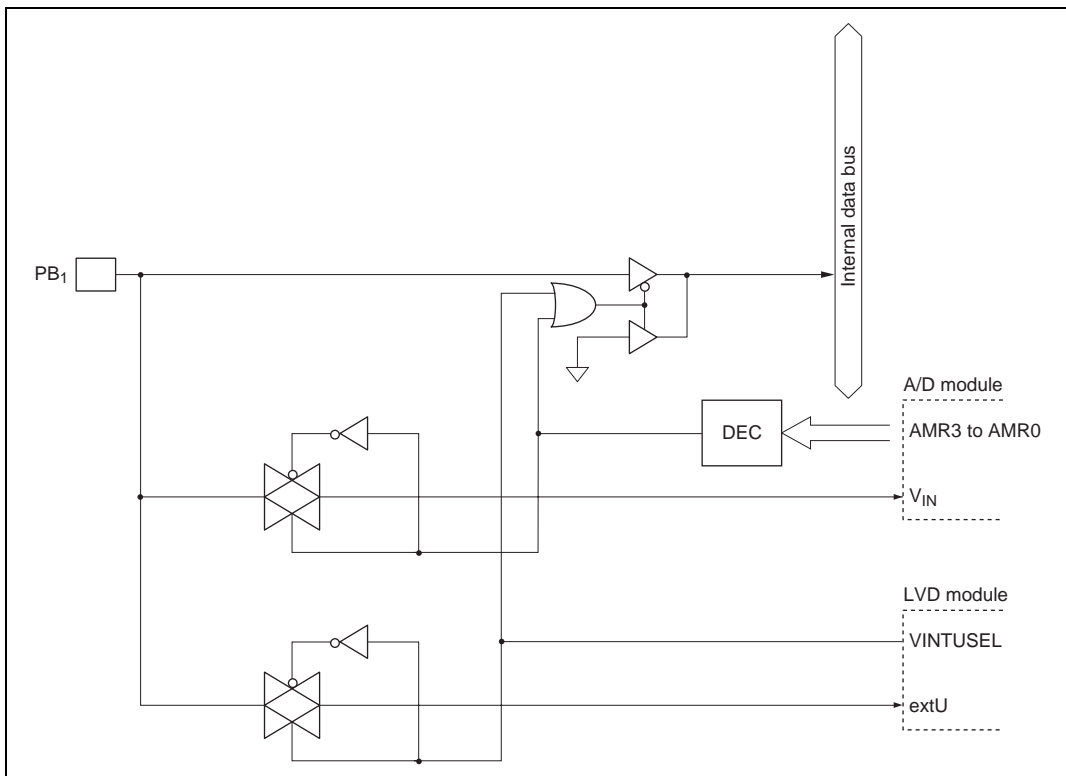 Internal data bus
PB1
A/D module
DEC
AMR3 to AMR0
VIN
LVD module
VINTUSEL
extU